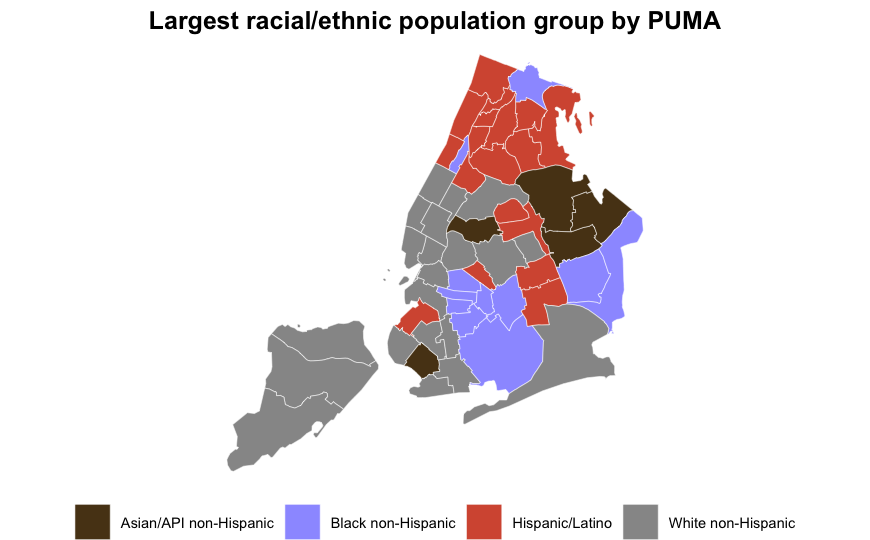 Largest racial/ethnic population group by PUMA
Asian/API non-Hispanic Black non-Hispanic Hispanic/Latino White non-Hispanic